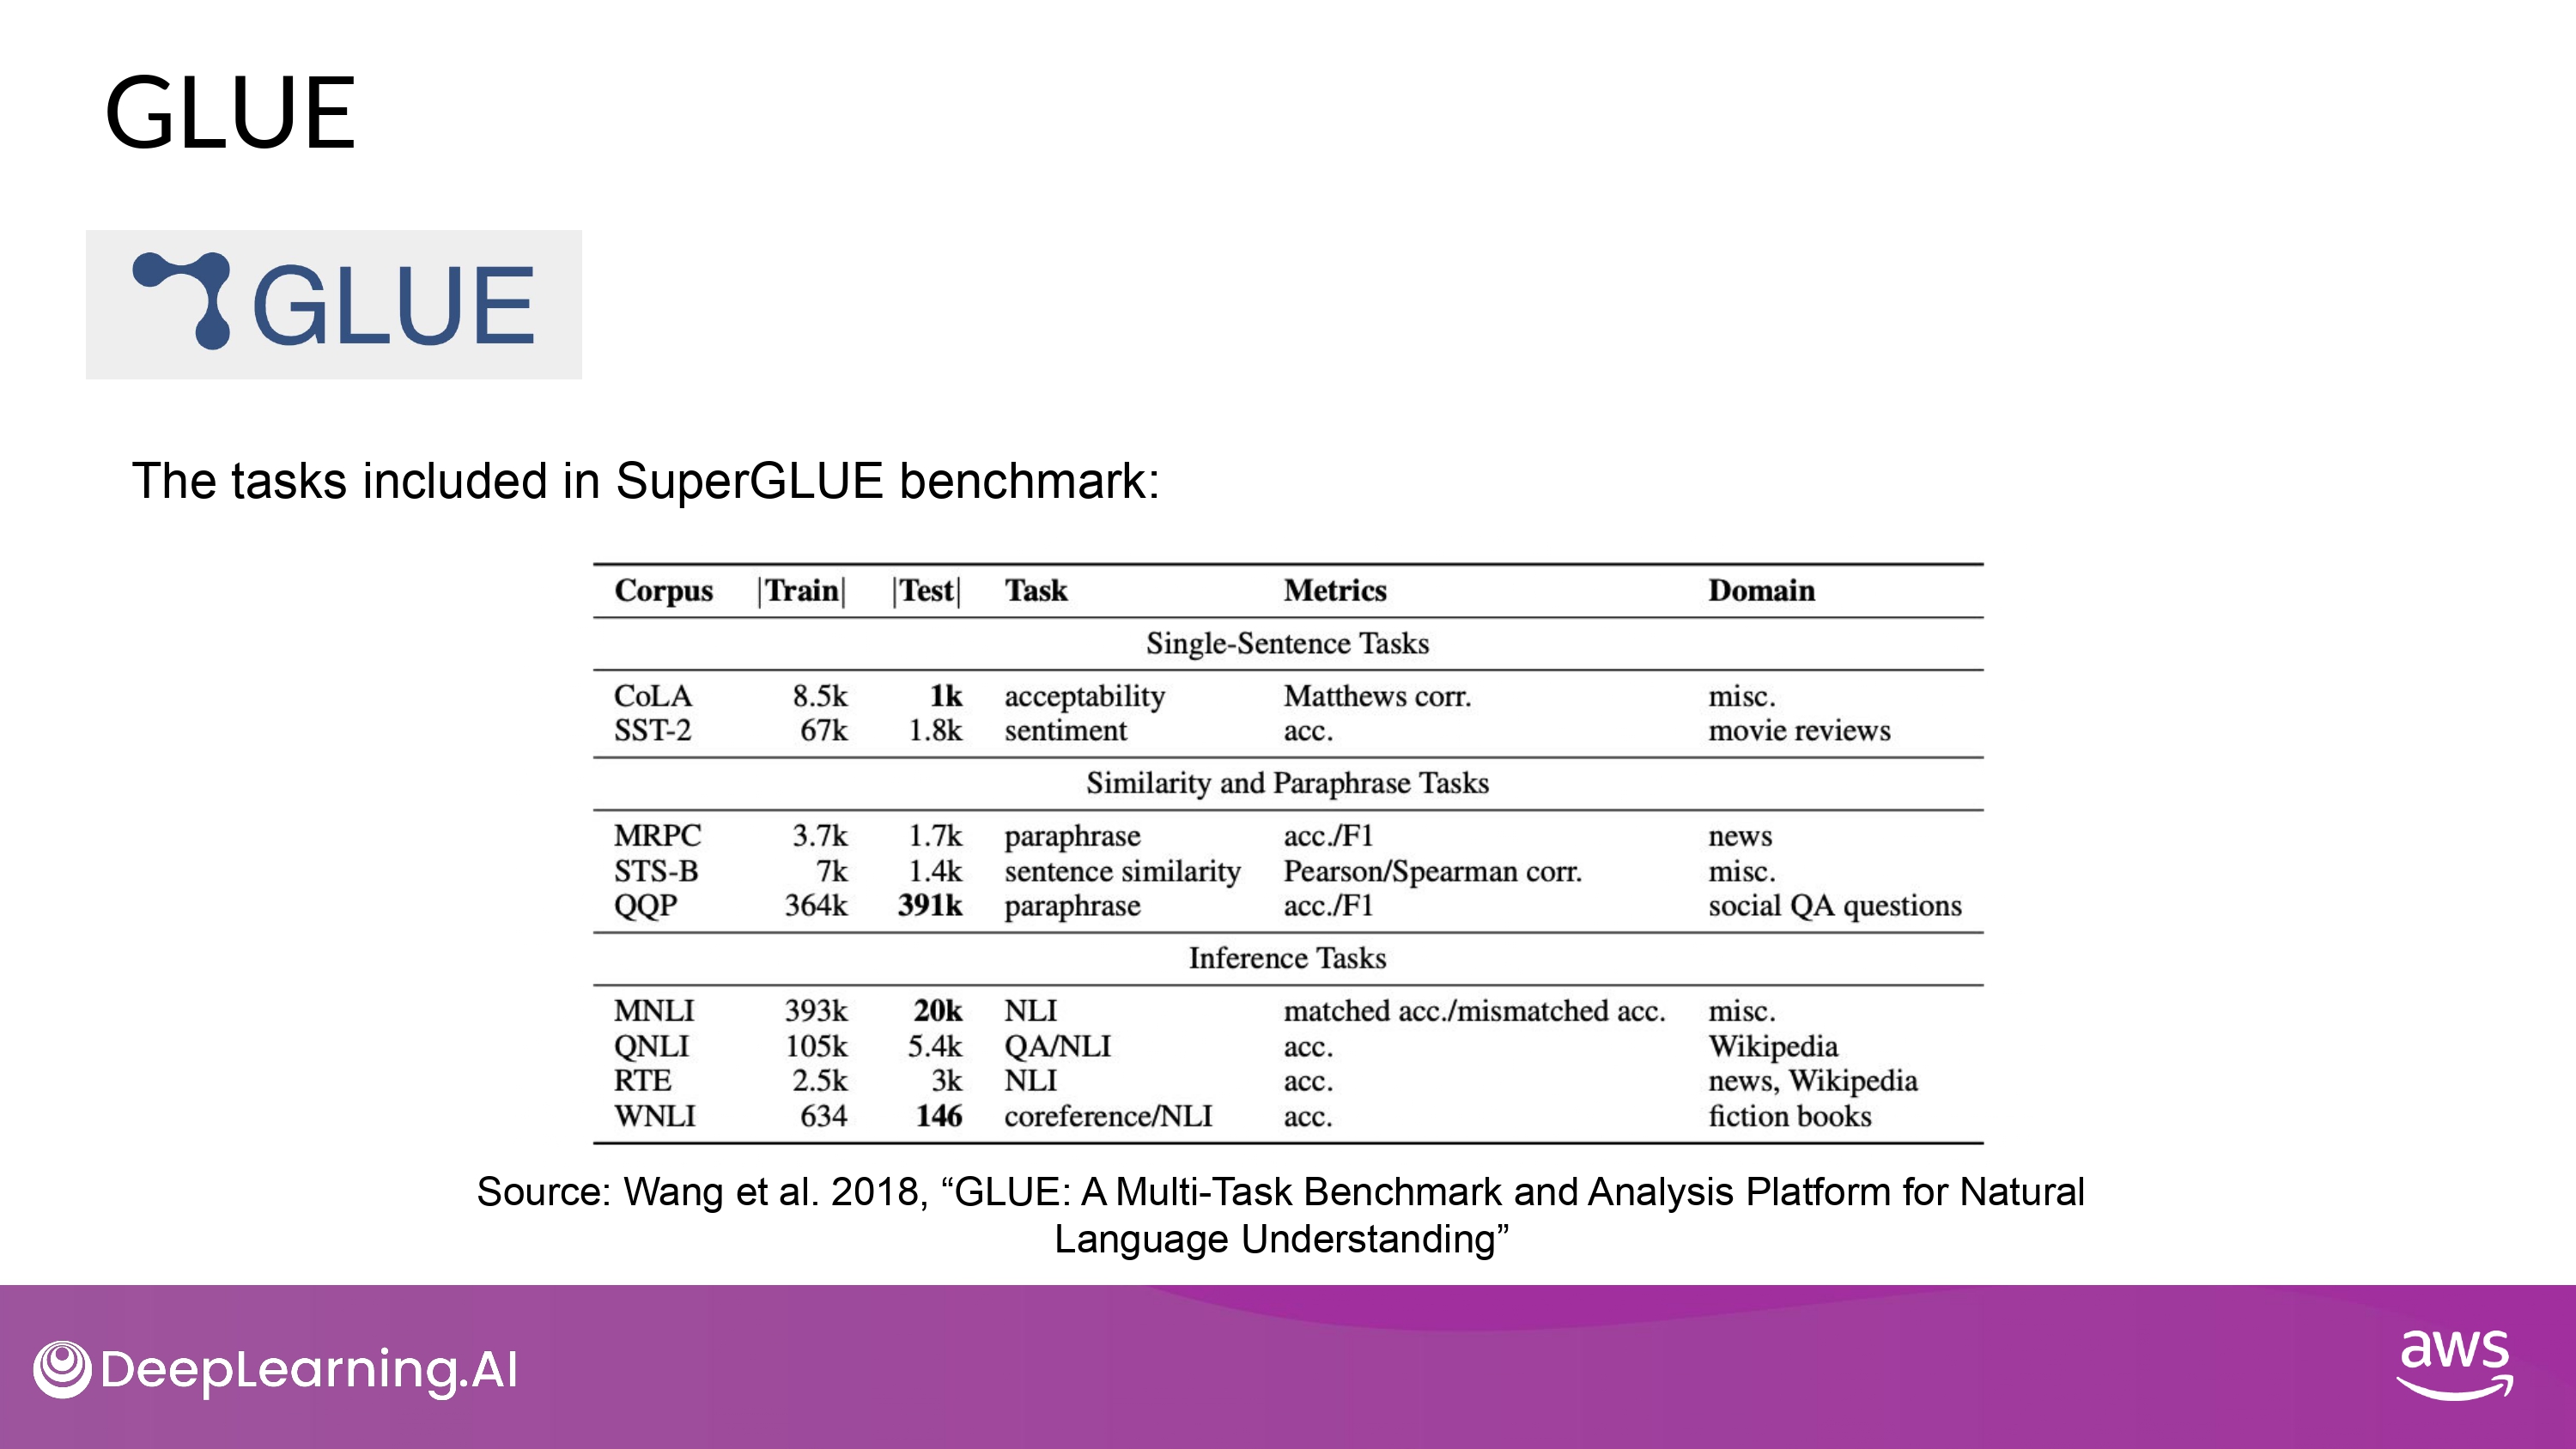 GLUE
GLUE
The tasks included in SuperGLUE benchmark:
Corpus |Train| |Test| Task Metrics Domain
Single-Sentence Tasks
CoLA 8.5k 1k acceptability Matthews corr. misc.
SST-2 67k 1.8k sentiment acc. movie reviews
Similarity and Paraphrase Tasks
MRPC 3.7k 1.7k paraphrase acc./F1 news
STS-B 7k 1.4k sentence similarity Pearson/Spearman corr. misc.
QQP 364k 391k paraphrase acc./F1 social QA questions
Inference Tasks
MNLI 393k 20k NLI matched acc./mismatched acc. misc.
QNLI 105k 5.4k QA/NLI acc. Wikipedia
RTE 2.5k 3k NLI acc. news, Wikipedia
WNLI 634 146 coreference/NLI acc. fiction books
Source: Wang et al. 2018, “GLUE: A Multi-Task Benchmark and Analysis Platform for Natural
Language Understanding”
DeepLearning.AI
aws